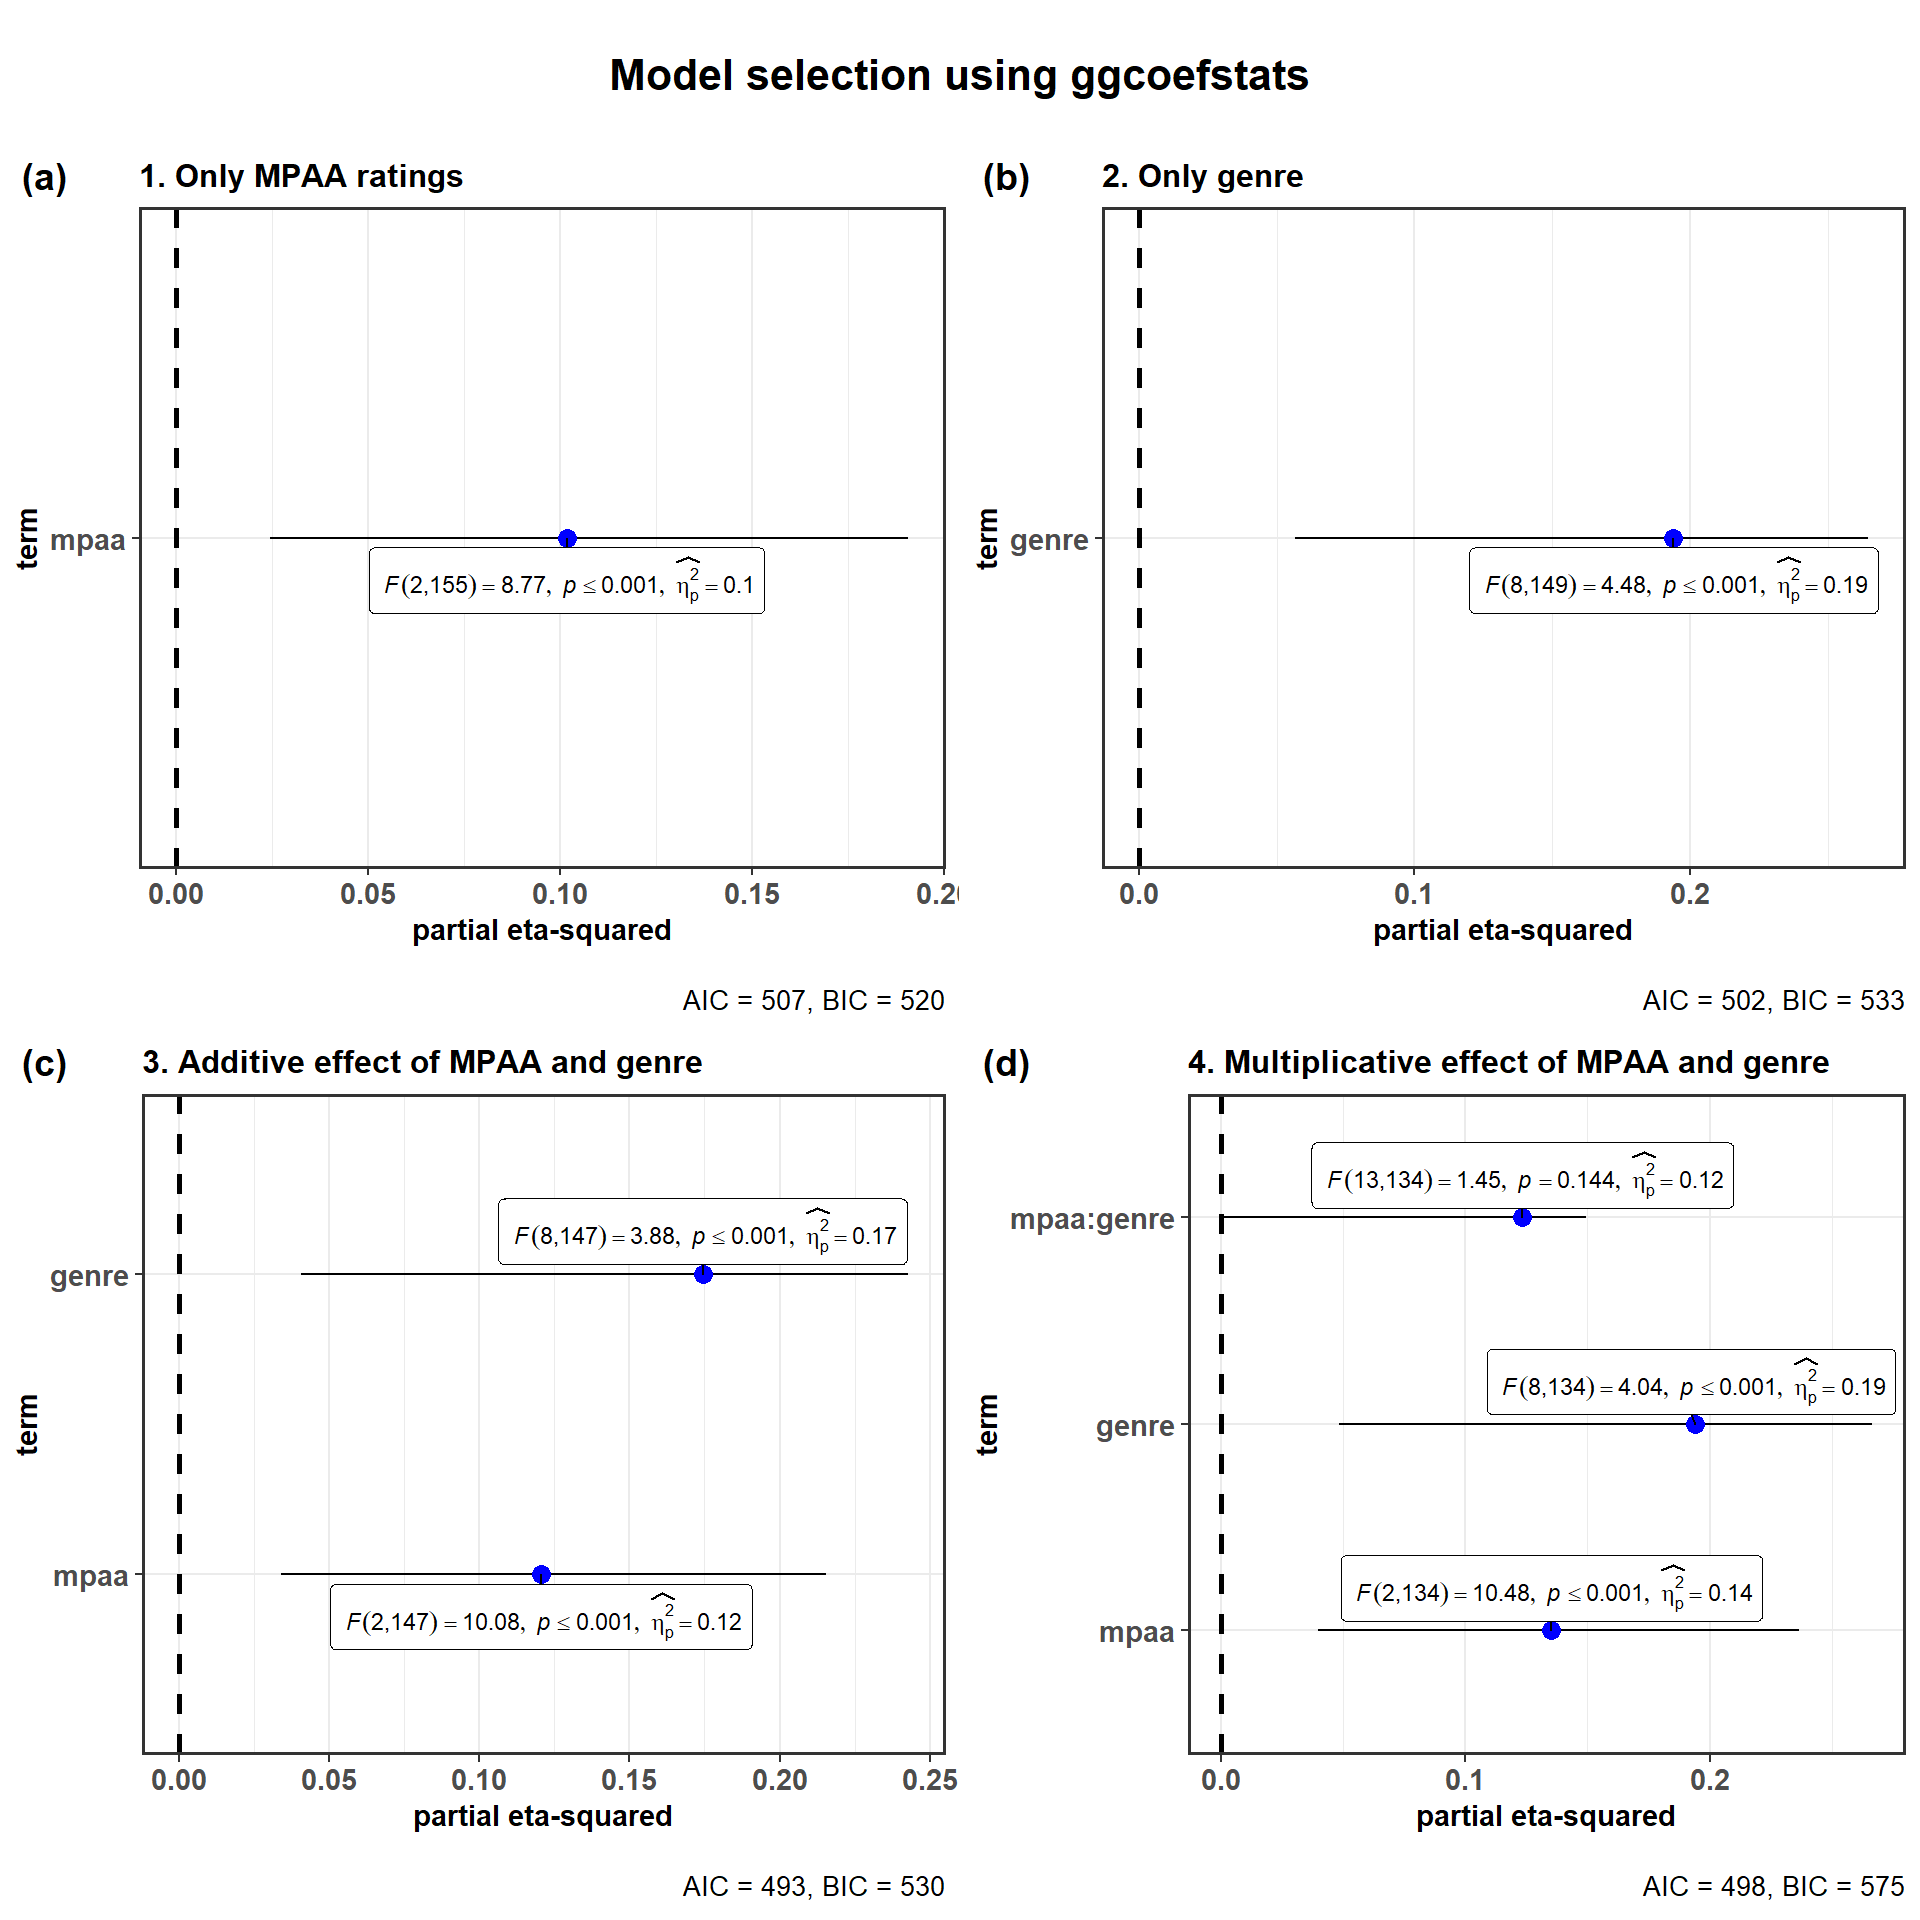 Model selection using ggcoefstats
(a) 1. Only MPAA ratings
term
mpaa
F(2,155) = 8.77, p ≤ 0.001, η̂²ₚ = 0.1
0.00 0.05 0.10 0.15 0.20
partial eta-squared
AIC = 507, BIC = 520
(b) 2. Only genre
term
genre
F(8,149) = 4.48, p ≤ 0.001, η̂²ₚ = 0.19
0.0 0.1 0.2
partial eta-squared
AIC = 502, BIC = 533
(c) 3. Additive effect of MPAA and genre
term
F(8,147) = 3.88, p ≤ 0.001, η̂²ₚ = 0.17
genre
mpaa
F(2,147) = 10.08, p ≤ 0.001, η̂²ₚ = 0.12
0.00 0.05 0.10 0.15 0.20 0.25
partial eta-squared
AIC = 493, BIC = 530
(d) 4. Multiplicative effect of MPAA and genre
term
F(13,134) = 1.45, p = 0.144, η̂²ₚ = 0.12
mpaa:genre
F(8,134) = 4.04, p ≤ 0.001, η̂²ₚ = 0.19
genre
F(2,134) = 10.48, p ≤ 0.001, η̂²ₚ = 0.14
mpaa
0.0 0.1 0.2
partial eta-squared
AIC = 498, BIC = 575